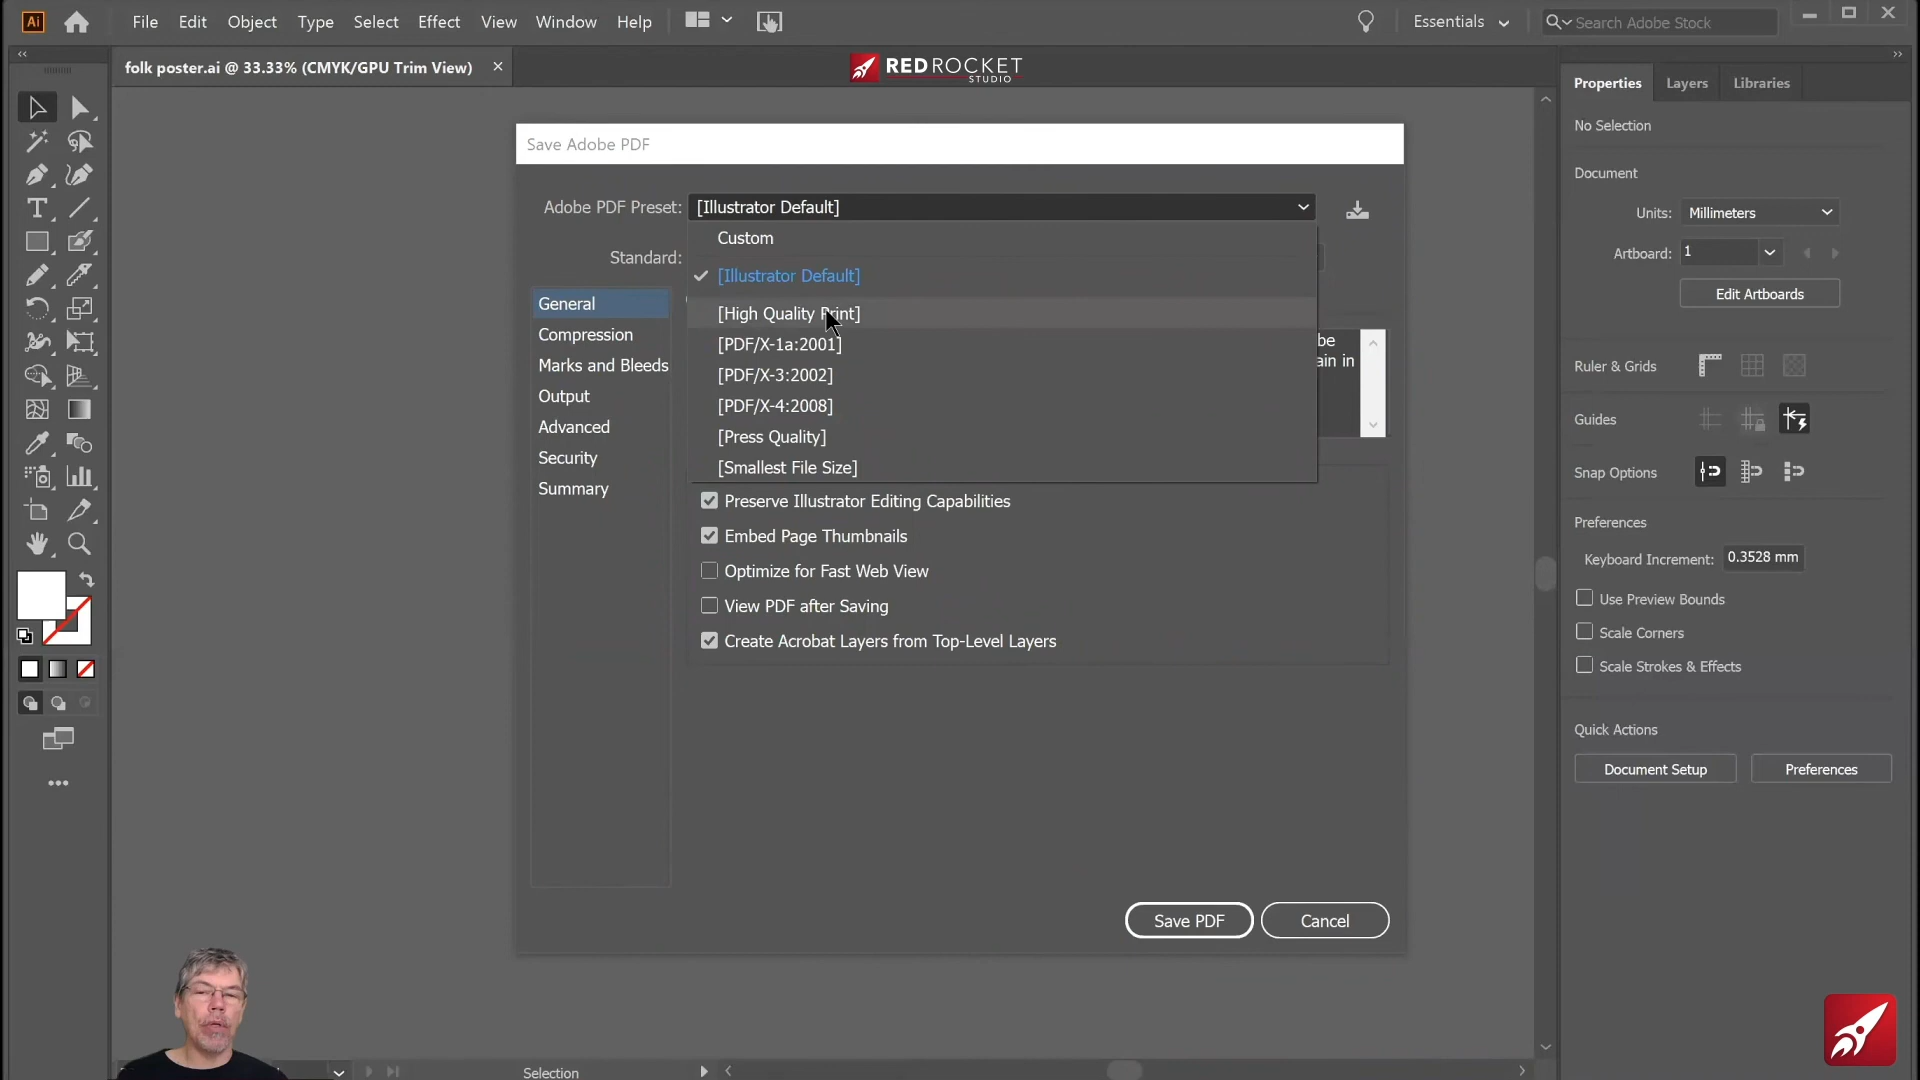 Ai File Edit Object Type Select Effect View Window Help Essentials Search Adobe Stock
folk poster.ai @ 33.33% (CMYK/GPU Trim View) ×
REDROCKET
STUDIO
Save Adobe PDF
Adobe PDF Preset: [Illustrator Default]
Custom
Standard:
[Illustrator Default]
[High Quality Print]
[PDF/X-1a:2001]
[PDF/X-3:2002]
[PDF/X-4:2008]
[Press Quality]
[Smallest File Size]
be
ain in
General
Compression
Marks and Bleeds
Output
Advanced
Security
Summary
Preserve Illustrator Editing Capabilities
Embed Page Thumbnails
Optimize for Fast Web View
View PDF after Saving
Create Acrobat Layers from Top-Level Layers
Save PDF Cancel
Properties Layers Libraries
No Selection
Document
Units: Millimeters
Artboard: 1
Edit Artboards
Ruler & Grids
Guides
Snap Options
Preferences
Keyboard Increment: 0.3528 mm
Use Preview Bounds
Scale Corners
Scale Strokes & Effects
Quick Actions
Document Setup Preferences
Selection